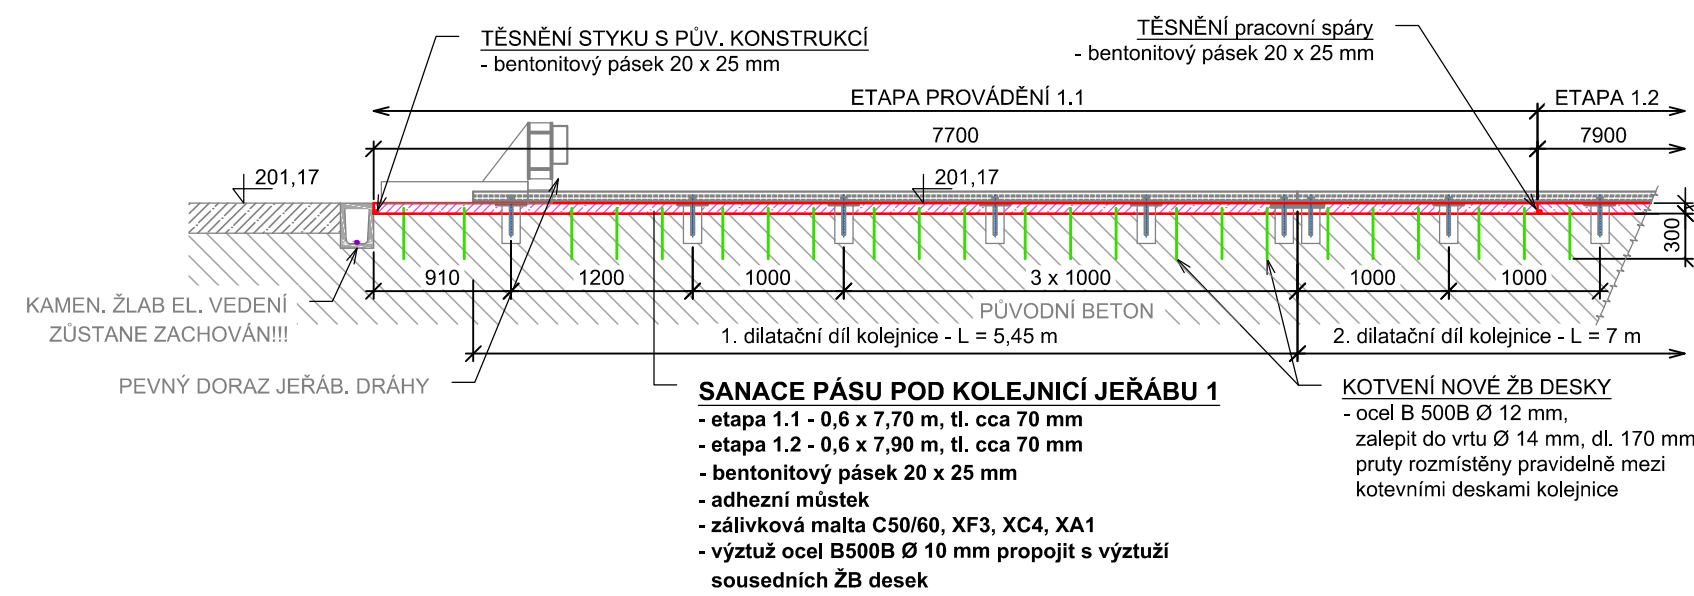 TĚSNĚNÍ STYKU S PŮV. KONSTRUKCÍ
- bentonitový pásek 20 x 25 mm
TĚSNĚNÍ pracovní spáry
- bentonitový pásek 20 x 25 mm
ETAPA PROVÁDĚNÍ 1.1
ETAPA 1.2
7700
7900
201,17
201,17
300
910
1200
1000
3 x 1000
1000
1000
KAMEN. ŽLAB EL. VEDENÍ
ZŮSTANE ZACHOVÁN!!!
PŮVODNÍ BETON
1. dilatační díl kolejnice - L = 5,45 m
2. dilatační díl kolejnice - L = 7 m
PEVNÝ DORAZ JEŘÁB. DRÁHY
SANACE PÁSU POD KOLEJNICÍ JEŘÁBU 1
- etapa 1.1 - 0,6 x 7,70 m, tl. cca 70 mm
- etapa 1.2 - 0,6 x 7,90 m, tl. cca 70 mm
- bentonitový pásek 20 x 25 mm
- adhezní můstek
- zálivková malta C50/60, XF3, XC4, XA1
- výztuž ocel B500B Ø 10 mm propojit s výztuží
sousedních ŽB desek
KOTVENÍ NOVÉ ŽB DESKY
- ocel B 500B Ø 12 mm,
zalepit do vrtu Ø 14 mm, dl. 170 mm
pruty rozmístěny pravidelně mezi
kotevními deskami kolejnice